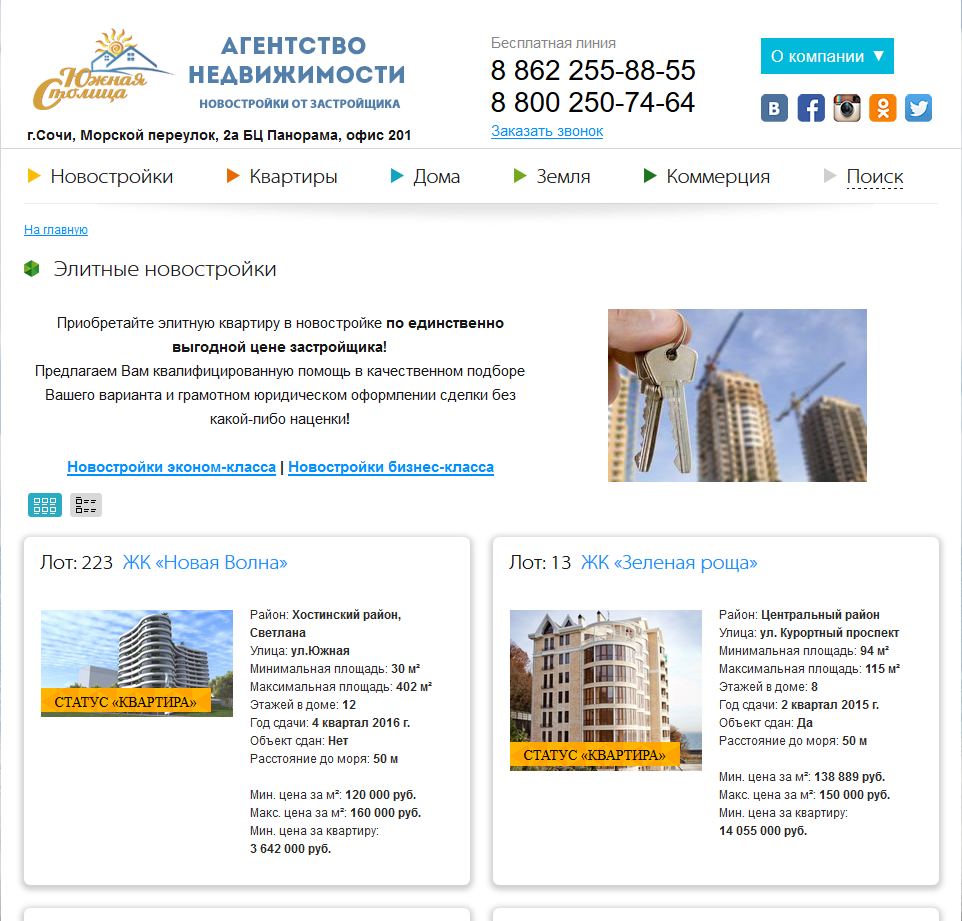 Южная
Столица
АГЕНТСТВО
НЕДВИЖИМОСТИ
НОВОСТРОЙКИ ОТ ЗАСТРОЙЩИКА
г.Сочи, Морской переулок, 2а БЦ Панорама, офис 201
Бесплатная линия
8 862 255-88-55
8 800 250-74-64
Заказать звонок
О компании ▼
Новостройки Квартиры Дома Земля Коммерция Поиск
На главную
Элитные новостройки
Приобретайте элитную квартиру в новостройке по единственно
выгодной цене застройщика!
Предлагаем Вам квалифицированную помощь в качественном подборе
Вашего варианта и грамотном юридическом оформлении сделки без
какой-либо наценки!
Новостройки эконом-класса | Новостройки бизнес-класса
Лот: 223 ЖК «Новая Волна»
СТАТУС «КВАРТИРА»
Район: Хостинский район,
Светлана
Улица: ул.Южная
Минимальная площадь: 30 м²
Максимальная площадь: 402 м²
Этажей в доме: 12
Год сдачи: 4 квартал 2016 г.
Объект сдан: Нет
Расстояние до моря: 50 м
Мин. цена за м²: 120 000 руб.
Макс. цена за м²: 160 000 руб.
Мин. цена за квартиру:
3 642 000 руб.
Лот: 13 ЖК «Зеленая роща»
СТАТУС «КВАРТИРА»
Район: Центральный район
Улица: ул. Курортный проспект
Минимальная площадь: 94 м²
Максимальная площадь: 115 м²
Этажей в доме: 8
Год сдачи: 2 квартал 2015 г.
Объект сдан: Да
Расстояние до моря: 50 м
Мин. цена за м²: 138 889 руб.
Макс. цена за м²: 150 000 руб.
Мин. цена за квартиру:
14 055 000 руб.